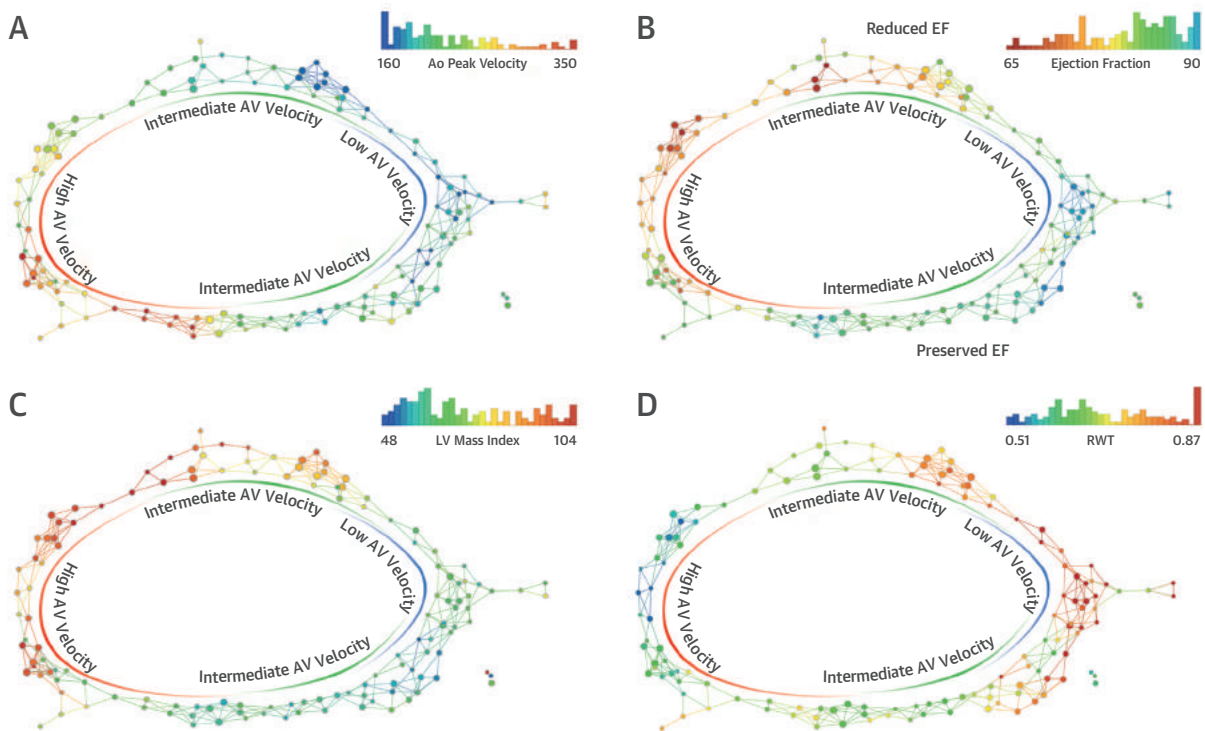 A
160 Ao Peak Velocity 350
Intermediate AV Velocity
Low AV Velocity
High AV Velocity
Intermediate AV Velocity
B
Reduced EF
65 Ejection Fraction 90
Intermediate AV Velocity
Low AV Velocity
High AV Velocity
Intermediate AV Velocity
Preserved EF
C
48 LV Mass Index 104
Intermediate AV Velocity
Low AV Velocity
High AV Velocity
Intermediate AV Velocity
D
0.51 RWT 0.87
Intermediate AV Velocity
Low AV Velocity
High AV Velocity
Intermediate AV Velocity